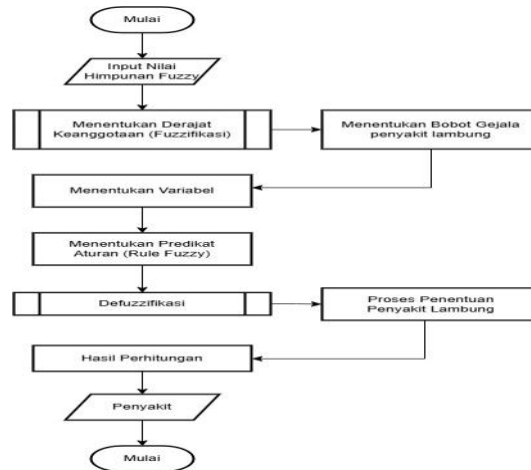 Mulai
Input Nilai
Himpunan Fuzzy
Menentukan Derajat
Keanggotaan (Fuzzifikasi)
Menentukan Bobot Gejala
penyakit lambung
Menentukan Variabel
Menentukan Predikat
Aturan (Rule Fuzzy)
Defuzzifikasi
Proses Penentuan
Penyakit Lambung
Hasil Perhitungan
Penyakit
Mulai